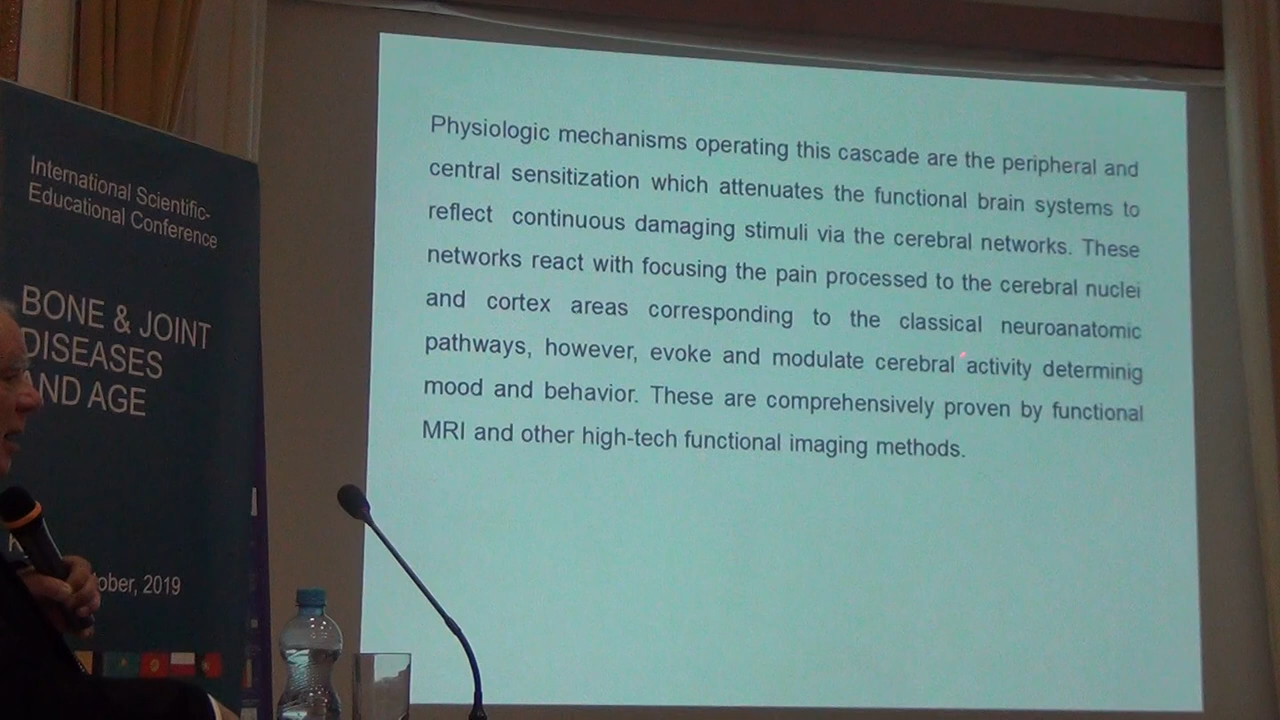 International Scientific-
Educational Conference
BONE & JOINT
DISEASES
AND AGE
ober, 2019
Physiologic mechanisms operating this cascade are the peripheral and
central sensitization which attenuates the functional brain systems to
reflect continuous damaging stimuli via the cerebral networks. These
networks react with focusing the pain processed to the cerebral nuclei
and cortex areas corresponding to the classical neuroanatomic
pathways, however, evoke and modulate cerebral activity determinig
mood and behavior. These are comprehensively proven by functional
MRI and other high-tech functional imaging methods.